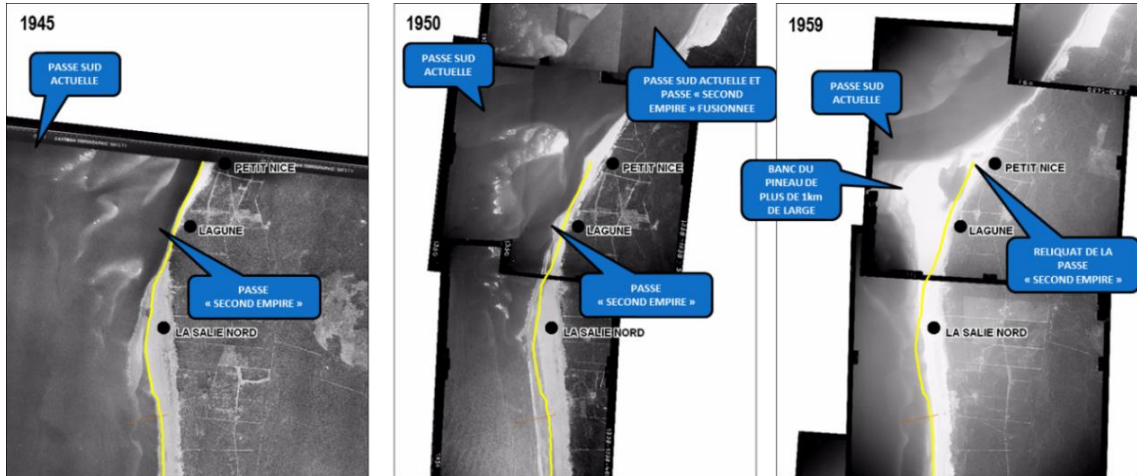 1945
PASSE SUD
ACTUELLE
PETIT NICE
LAGUNE
PASSE
« SECOND EMPIRE »
LA SALIE NORD
1950
PASSE SUD
ACTUELLE
PASSE SUD ACTUELLE ET
PASSE « SECOND
EMPIRE » FUSIONNEE
PETIT NICE
LAGUNE
PASSE
« SECOND EMPIRE »
LA SALIE NORD
1959
PASSE SUD
ACTUELLE
PETIT NICE
BANC DU
PINEAU DE
PLUS DE 1km
DE LARGE
LAGUNE
RELIQUAT DE LA
PASSE
« SECOND EMPIRE »
LA SALIE NORD